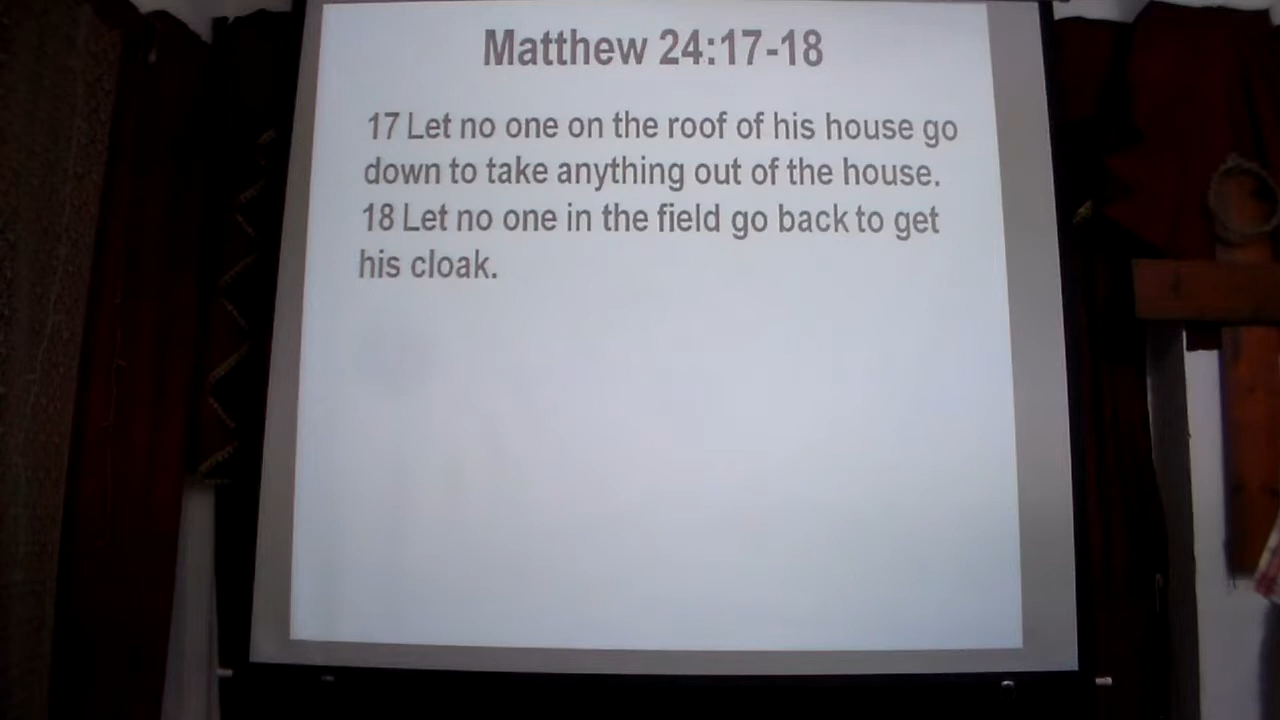 Matthew 24:17-18
17 Let no one on the roof of his house go
down to take anything out of the house.
18 Let no one in the field go back to get
his cloak.